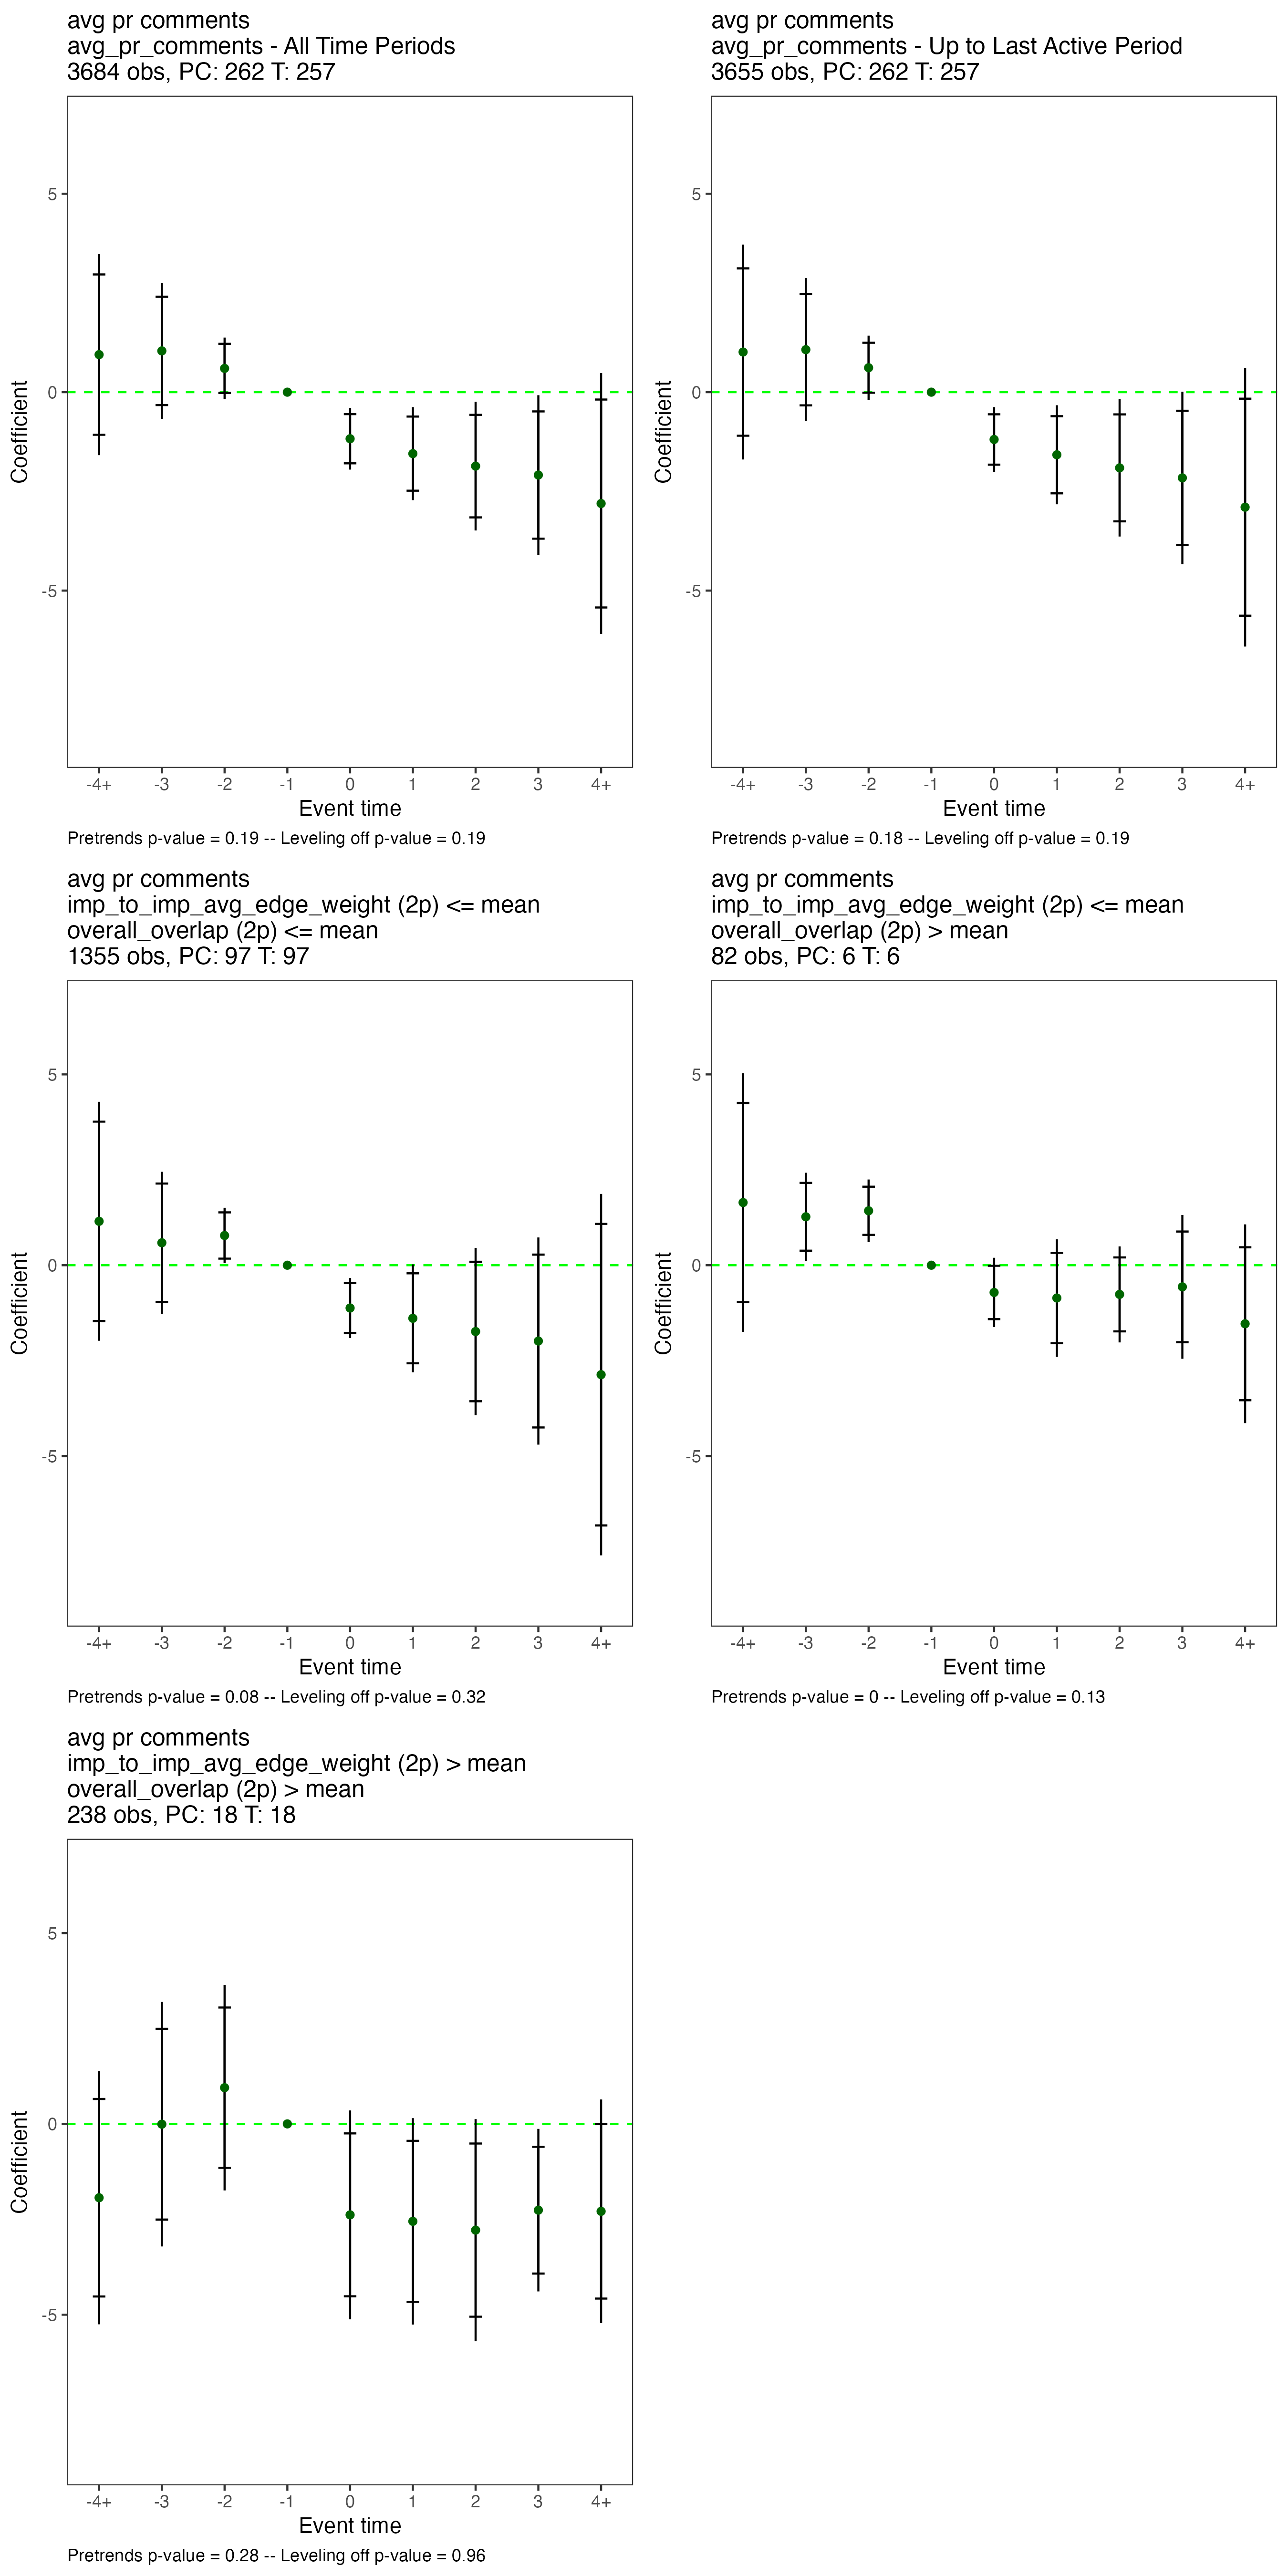 avg pr comments
avg_pr_comments - All Time Periods
3684 obs, PC: 262 T: 257
5
0
-5
Coefficient
-4+ -3 -2 -1 0 1 2 3 4+
Event time
Pretrends p-value = 0.19 -- Leveling off p-value = 0.19
avg pr comments
avg_pr_comments - Up to Last Active Period
3655 obs, PC: 262 T: 257
5
0
-5
Coefficient
-4+ -3 -2 -1 0 1 2 3 4+
Event time
Pretrends p-value = 0.18 -- Leveling off p-value = 0.19
avg pr comments
imp_to_imp_avg_edge_weight (2p) <= mean
overall_overlap (2p) <= mean
1355 obs, PC: 97 T: 97
5
0
-5
Coefficient
-4+ -3 -2 -1 0 1 2 3 4+
Event time
Pretrends p-value = 0.08 -- Leveling off p-value = 0.32
avg pr comments
imp_to_imp_avg_edge_weight (2p) <= mean
overall_overlap (2p) > mean
82 obs, PC: 6 T: 6
5
0
-5
Coefficient
-4+ -3 -2 -1 0 1 2 3 4+
Event time
Pretrends p-value = 0 -- Leveling off p-value = 0.13
avg pr comments
imp_to_imp_avg_edge_weight (2p) > mean
overall_overlap (2p) > mean
238 obs, PC: 18 T: 18
5
0
-5
Coefficient
-4+ -3 -2 -1 0 1 2 3 4+
Event time
Pretrends p-value = 0.28 -- Leveling off p-value = 0.96